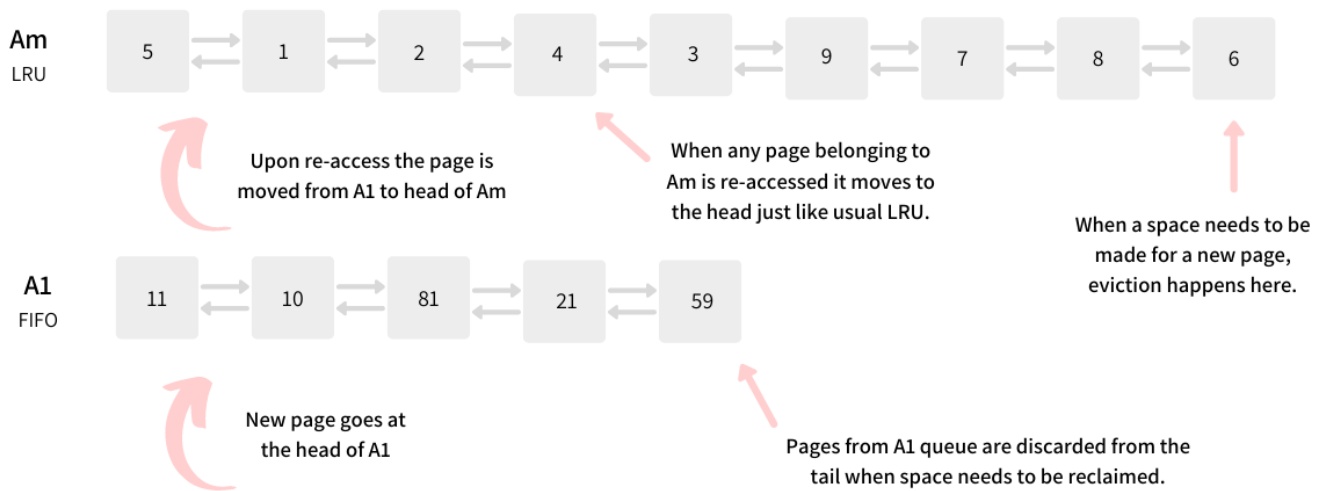 Am
LRU
5
1
2
4
3
9
7
8
6
Upon re-access the page is
moved from A1 to head of Am
When any page belonging to
Am is re-accessed it moves to
the head just like usual LRU.
When a space needs to be
made for a new page,
eviction happens here.
A1
FIFO
11
10
81
21
59
New page goes at
the head of A1
Pages from A1 queue are discarded from the
tail when space needs to be reclaimed.